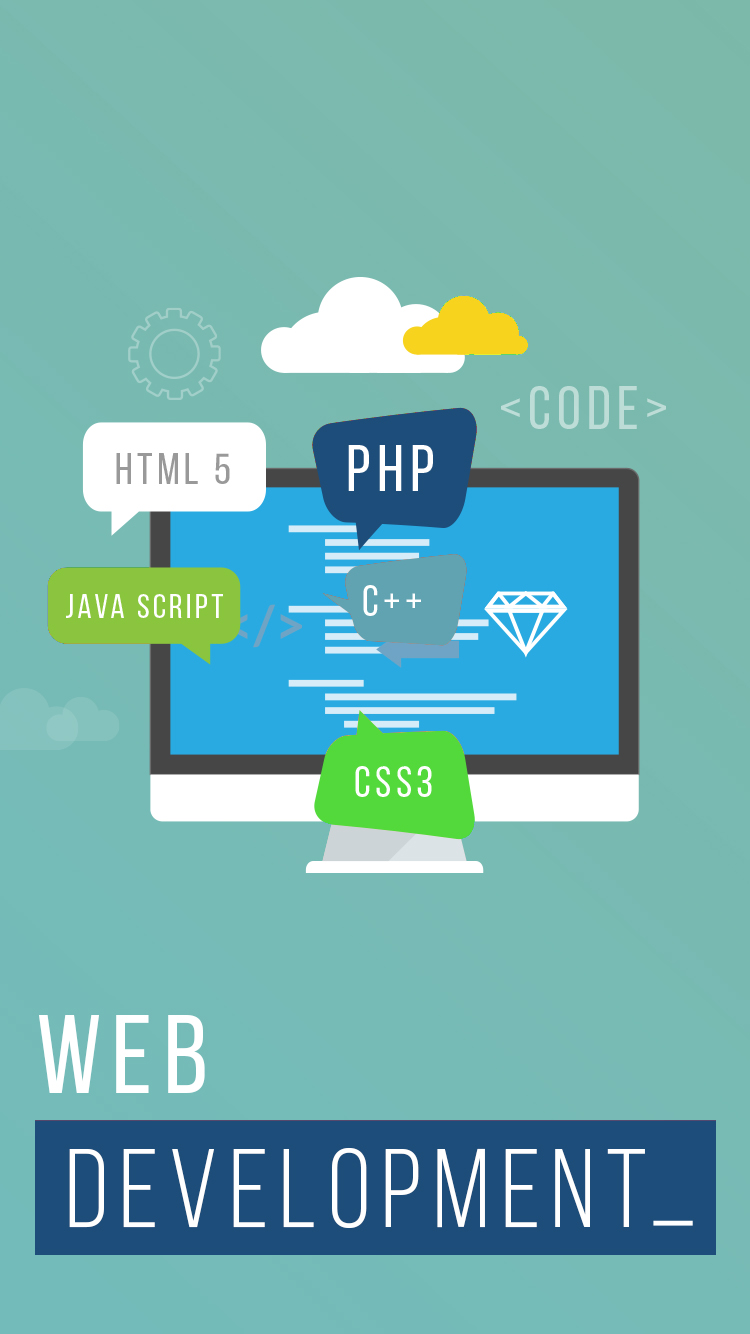 <CODE>
PHP
HTML 5
C++
JAVA SCRIPT
</>
CSS3
WEB
DEVELOPMENT_